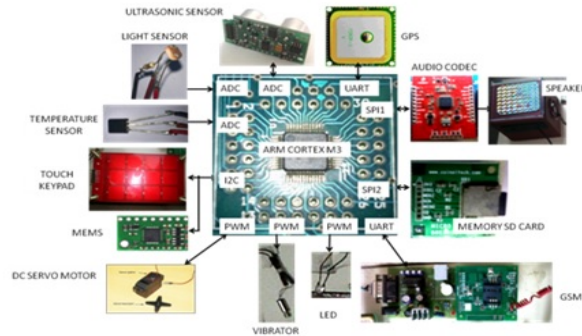 ULTRASONIC SENSOR
GPS
LIGHT SENSOR
AUDIO CODEC
SPEAKER
ADC
ADC
UART
SPI1
TEMPERATURE
SENSOR
ADC
ARM CORTEX M3
TOUCH
KEYPAD
I2C
SPI2
MEMS
PWM
PWM
PWM
UART
MEMORY SD CARD
DC SERVO MOTOR
LED
GSM
VIBRATOR